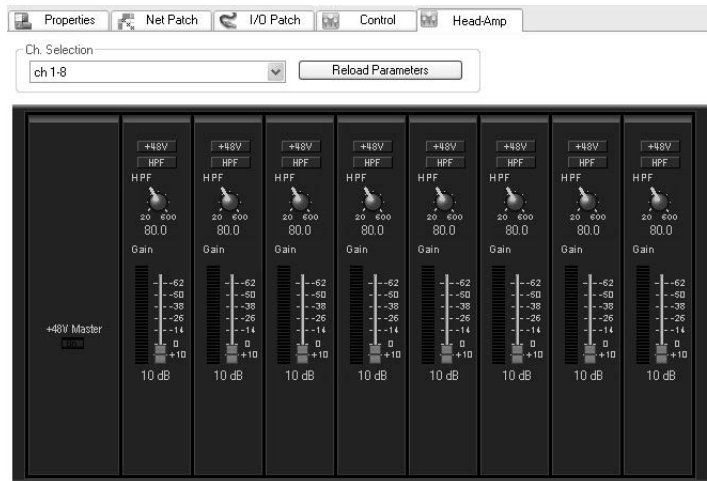 Properties Net Patch I/O Patch Control Head-Amp
Ch. Selection
ch 1-8 Reload Parameters
+48V +48V +48V +48V +48V +48V +48V +48V
HPF HPF HPF HPF HPF HPF HPF HPF
HPF HPF HPF HPF HPF HPF HPF HPF
20 600 20 600 20 600 20 600 20 600 20 600 20 600 20 600
80.0 80.0 80.0 80.0 80.0 80.0 80.0 80.0
Gain Gain Gain Gain Gain Gain Gain Gain
-62 -62 -62 -62 -62 -62 -62 -62
-50 -50 -50 -50 -50 -50 -50 -50
-38 -38 -38 -38 -38 -38 -38 -38
-26 -26 -26 -26 -26 -26 -26 -26
+48V Master -14 -14 -14 -14 -14 -14 -14 -14
0 0 0 0 0 0 0 0
+10 +10 +10 +10 +10 +10 +10 +10
10 dB 10 dB 10 dB 10 dB 10 dB 10 dB 10 dB 10 dB